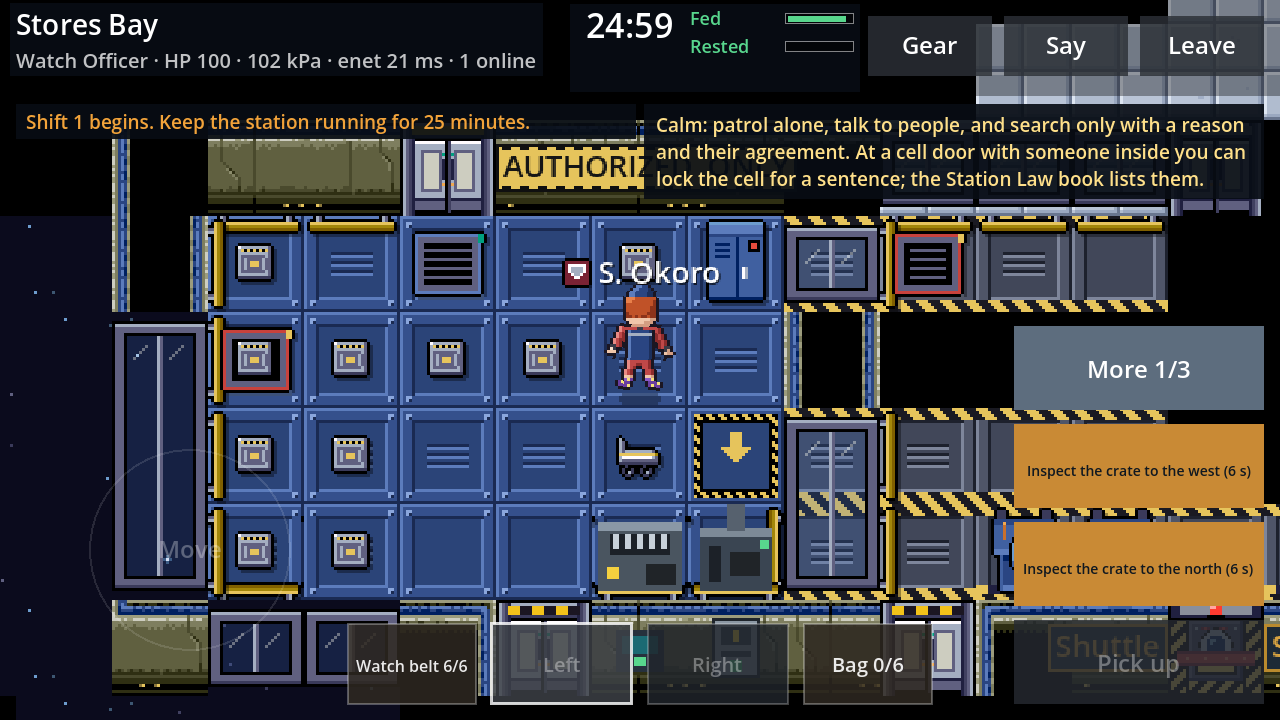 Stores Bay
Watch Officer · HP 100 · 102 kPa · enet 21 ms · 1 online
24:59
Fed
Rested
Gear
Say
Leave
Shift 1 begins. Keep the station running for 25 minutes.
Calm: patrol alone, talk to people, and search only with a reason
and their agreement. At a cell door with someone inside you can
lock the cell for a sentence; the Station Law book lists them.
S. Okoro
More 1/3
Inspect the crate to the west (6 s)
Inspect the crate to the north (6 s)
Move
Shuttle
Watch belt 6/6
Left
Right
Bag 0/6
Pick up